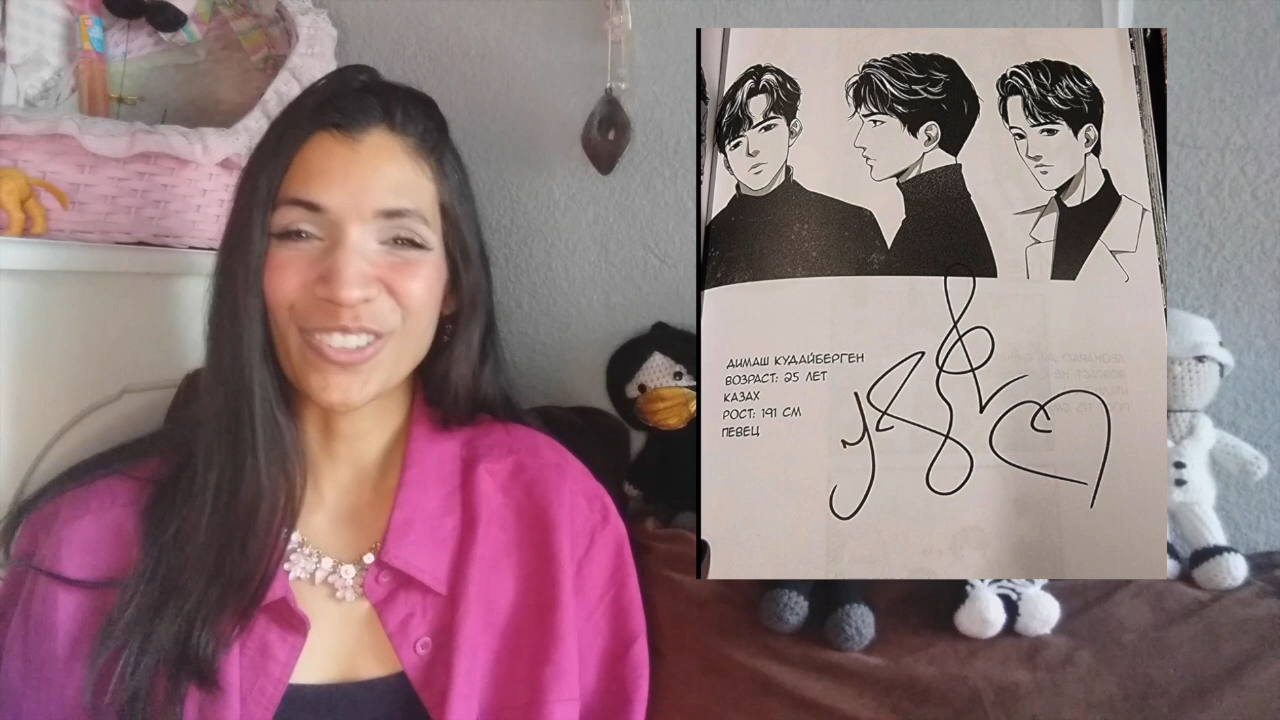 ДИМАШ КУДАЙБЕРГЕН
ВОЗРАСТ: 25 ЛЕТ
КАЗАХ
РОСТ: 191 СМ
ПЕВЕЦ